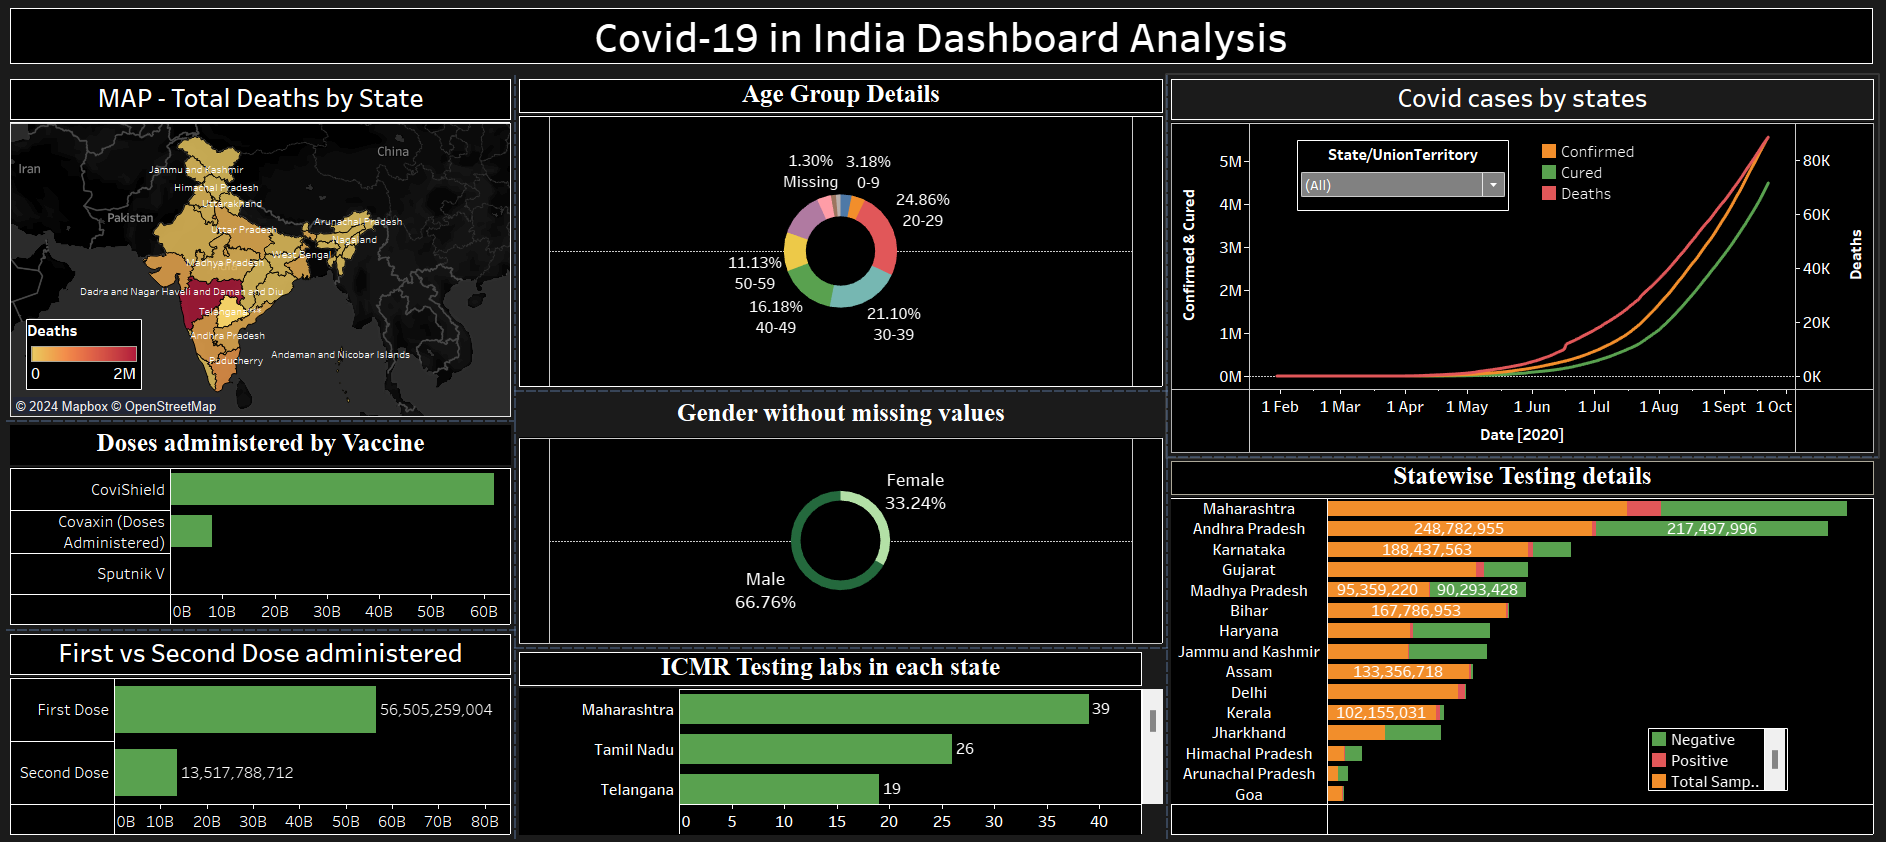 Covid-19 in India Dashboard Analysis
MAP - Total Deaths by State
Iran
China
Pakistan
Jammu and Kashmir
Himachal Pradesh
Uttarakhand
Arunachal Pradesh
Uttar Pradesh
Nagaland
West Bengal
Madhya Pradesh
Dadra and Nagar Haveli and Daman and Diu
Telengana
Andhra Pradesh
Puducherry
Andaman and Nicobar Islands
Deaths
0 2M
© 2024 Mapbox © OpenStreetMap
Doses administered by Vaccine
CoviShield
Covaxin (Doses
Administered)
Sputnik V
0B 10B 20B 30B 40B 50B 60B
First vs Second Dose administered
First Dose 56,505,259,004
Second Dose 13,517,788,712
0B 10B 20B 30B 40B 50B 60B 70B 80B
Age Group Details
1.30%
Missing
3.18%
0-9
24.86%
20-29
11.13%
50-59
16.18%
40-49
21.10%
30-39
Gender without missing values
Female
33.24%
Male
66.76%
ICMR Testing labs in each state
Maharashtra 39
Tamil Nadu 26
Telangana 19
0 5 10 15 20 25 30 35 40
Covid cases by states
State/UnionTerritory
(All)
Confirmed
Cured
Deaths
Confirmed & Cured
5M
4M
3M
2M
1M
0M
80K
60K
40K
20K
0K
Deaths
1 Feb 1 Mar 1 Apr 1 May 1 Jun 1 Jul 1 Aug 1 Sept 1 Oct
Date [2020]
Statewise Testing details
Maharashtra
Andhra Pradesh 248,782,955 217,497,996
Karnataka 188,437,563
Gujarat
Madhya Pradesh 95,359,220 90,293,428
Bihar 167,786,953
Haryana
Jammu and Kashmir
Assam 133,356,718
Delhi
Kerala 102,155,031
Jharkhand
Himachal Pradesh
Arunachal Pradesh
Goa
Negative
Positive
Total Samp..